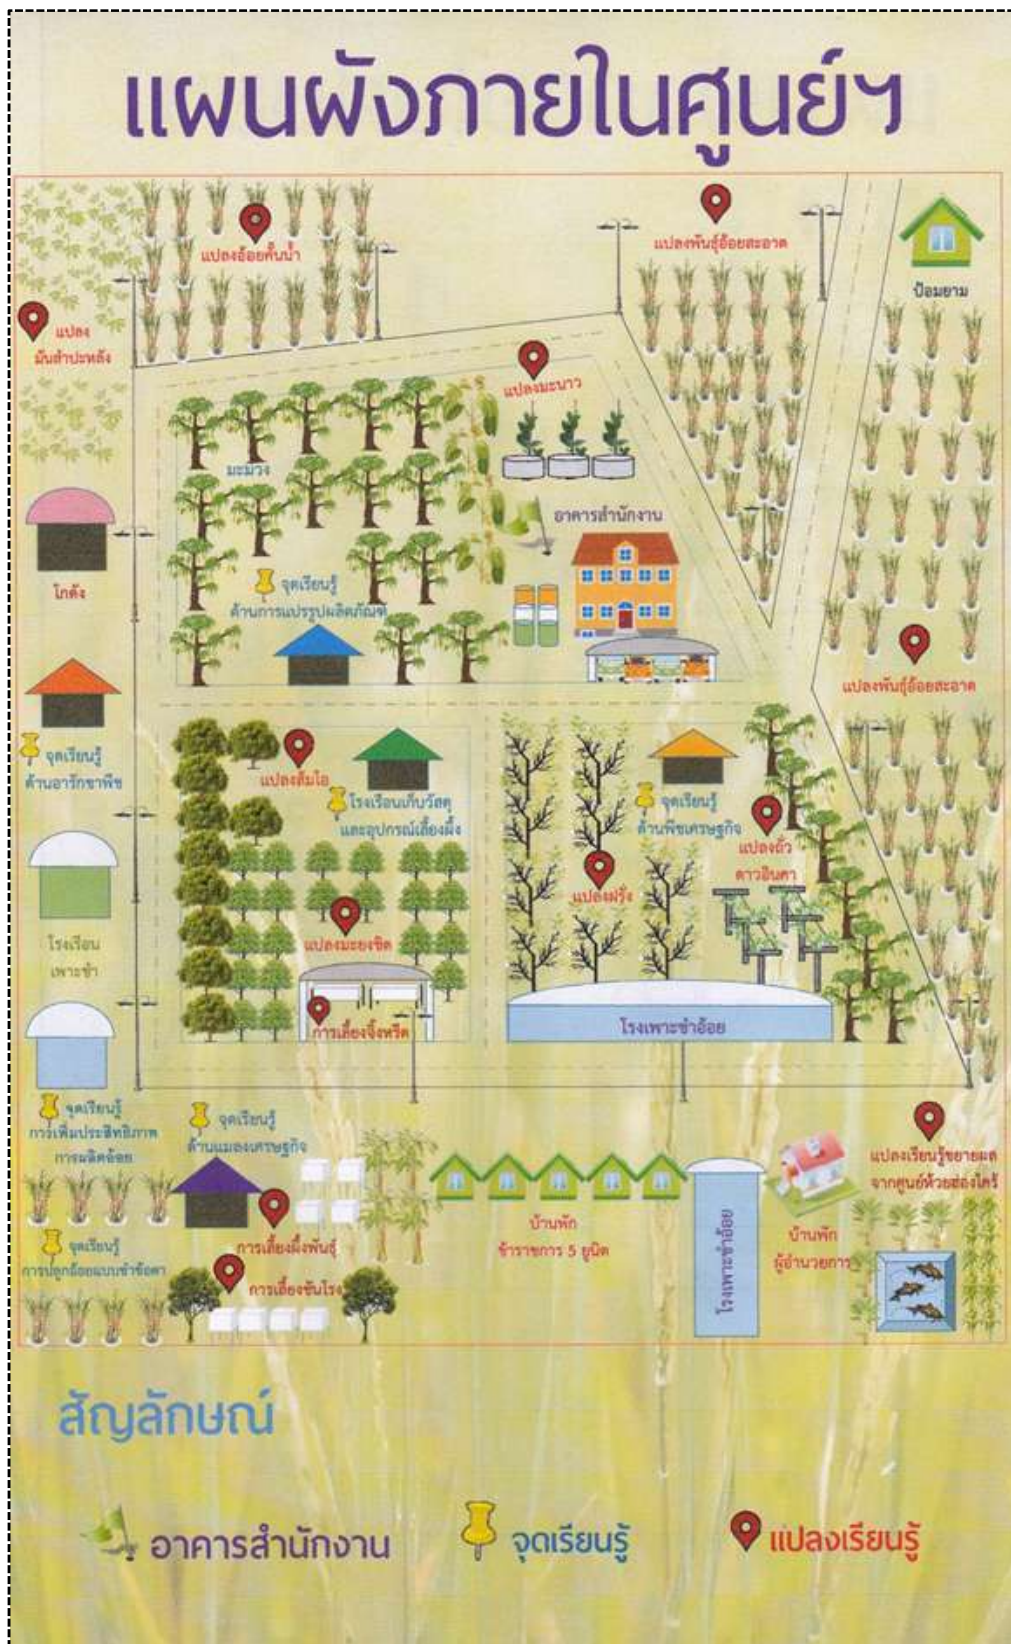 แผนผังภายในศูนย์ฯ
แปลงอ้อยคั้นน้ำ
แปลงพันธุ์อ้อยสะอาด
ป้อมยาม
แปลง
มันสำปะหลัง
แปลงมะนาว
มะม่วง
อาคารสำนักงาน
โกดัง
จุดเรียนรู้
ด้านการแปรรูปผลิตภัณฑ์
แปลงพันธุ์อ้อยสะอาด
จุดเรียนรู้
ด้านอารักขาพืช
แปลงส้มโอ
โรงเรือนเก็บวัสดุ
และอุปกรณ์เลี้ยงผึ้ง
จุดเรียนรู้
ด้านพืชเศรษฐกิจ
แปลงถั่ว
ดาวอินคา
แปลงฝรั่ง
โรงเรือน
เพาะชำ
แปลงมะยงชิด
การเลี้ยงจิ้งหรีด
โรงเพาะชำอ้อย
จุดเรียนรู้
การเพิ่มประสิทธิภาพ
การผลิตอ้อย
จุดเรียนรู้
ด้านแมลงเศรษฐกิจ
แปลงเรียนรู้ขยายผล
จากศูนย์ห้วยฮ่องไคร้
บ้านพัก
ข้าราชการ 5 ยูนิต
โรงเพาะชำอ้อย
บ้านพัก
ผู้อำนวยการ
การเลี้ยงผึ้งพันธุ์
จุดเรียนรู้
การปลูกอ้อยแบบชำข้อตา
การเลี้ยงชันโรง
สัญลักษณ์
อาคารสำนักงาน
จุดเรียนรู้
แปลงเรียนรู้